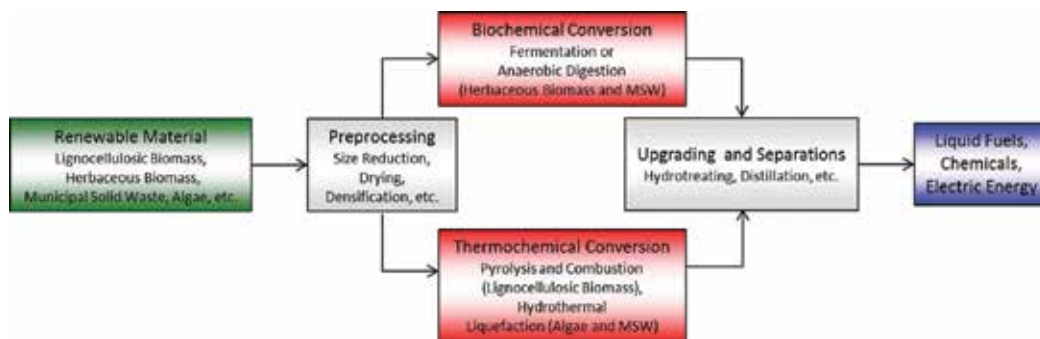 Renewable Material
Lignocellulosic Biomass,
Herbaceous Biomass,
Municipal Solid Waste, Algae, etc.
Preprocessing
Size Reduction,
Drying,
Densification, etc.
Biochemical Conversion
Fermentation or
Anaerobic Digestion
(Herbaceous Biomass and MSW)
Thermochemical Conversion
Pyrolysis and Combustion
(Lignocellulosic Biomass),
Hydrothermal
Liquefaction (Algae and MSW)
Upgrading and Separations
Hydrotreating, Distillation, etc.
Liquid Fuels,
Chemicals,
Electric Energy